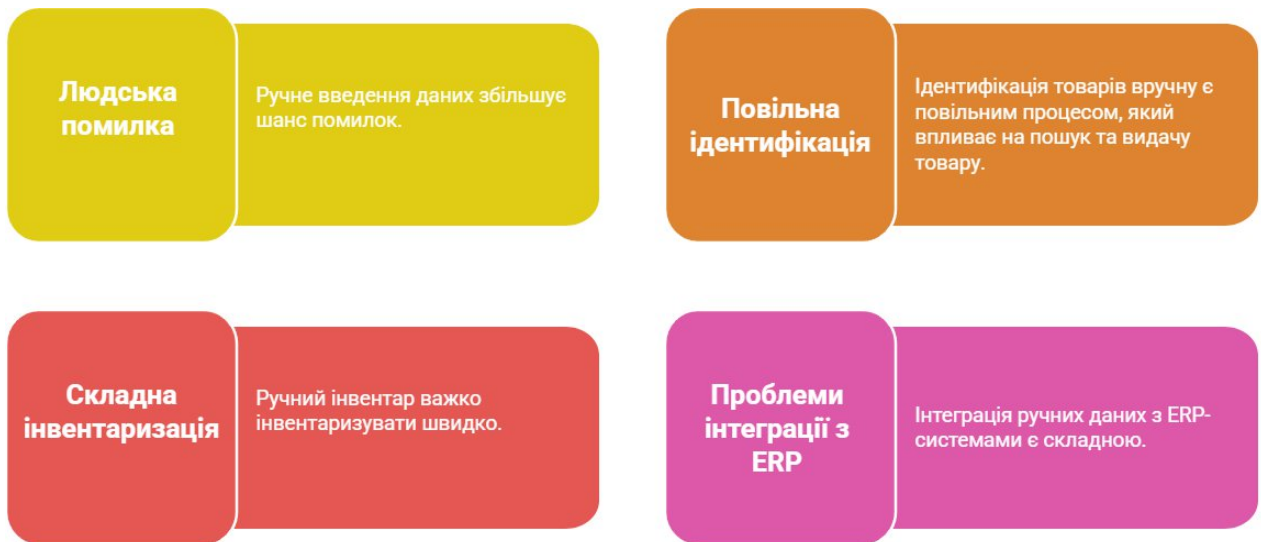 Людська
помилка
Ручне введення даних збільшує
шанс помилок.
Повільна
ідентифікація
Ідентифікація товарів вручну є
повільним процесом, який
впливає на пошук та видачу
товару.
Складна
інвентаризація
Ручний інвентар важко
інвентаризувати швидко.
Проблеми
інтеграції з
ERP
Інтеграція ручних даних з ERP-
системами є складною.